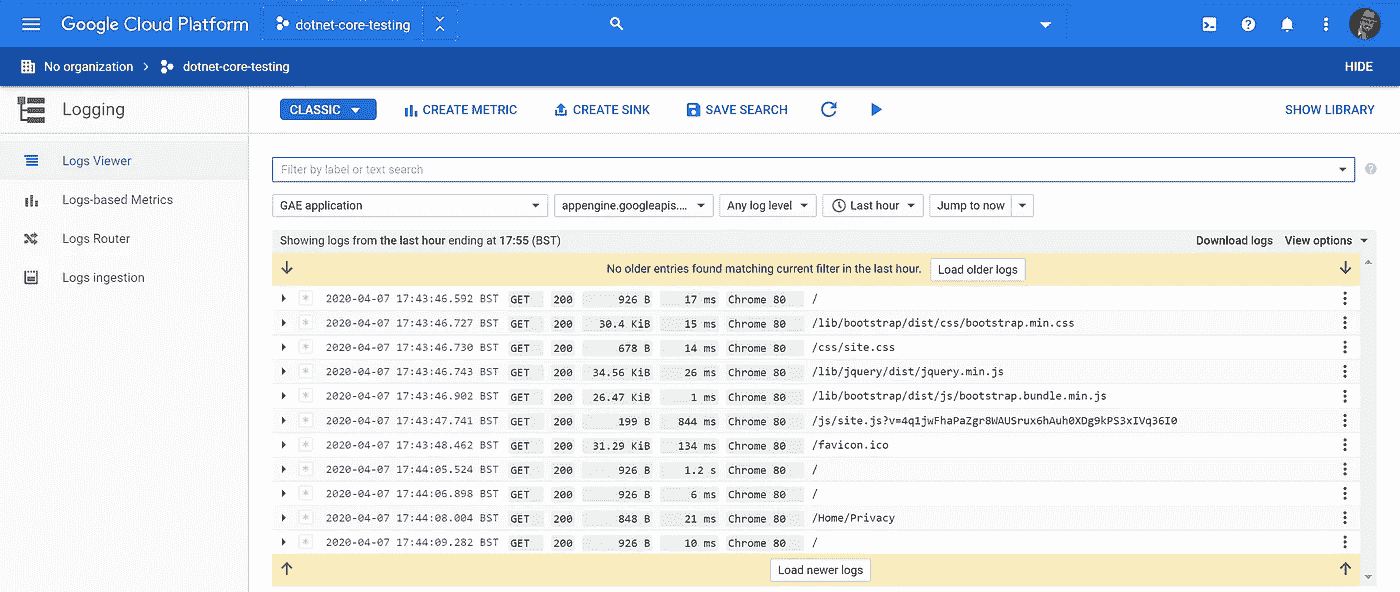 Google Cloud Platform dotnet-core-testing
No organization > dotnet-core-testing HIDE
Logging CLASSIC CREATE METRIC CREATE SINK SAVE SEARCH SHOW LIBRARY
Logs Viewer
Logs-based Metrics
Logs Router
Logs ingestion
Filter by label or text search
GAE application appengine.googleapis.... Any log level Last hour Jump to now
Showing logs from the last hour ending at 17:55 (BST) Download logs View options
No older entries found matching current filter in the last hour. Load older logs
2020-04-07 17:43:46.592 BST GET 200 926 B 17 ms Chrome 80 /
2020-04-07 17:43:46.727 BST GET 200 30.4 KiB 15 ms Chrome 80 /lib/bootstrap/dist/css/bootstrap.min.css
2020-04-07 17:43:46.730 BST GET 200 678 B 14 ms Chrome 80 /css/site.css
2020-04-07 17:43:46.743 BST GET 200 34.56 KiB 26 ms Chrome 80 /lib/jquery/dist/jquery.min.js
2020-04-07 17:43:46.902 BST GET 200 26.47 KiB 1 ms Chrome 80 /lib/bootstrap/dist/js/bootstrap.bundle.min.js
2020-04-07 17:43:47.741 BST GET 200 199 B 844 ms Chrome 80 /js/site.js?v=4q1jwFhaPaZgr8WAUSrux6hAuh0XDg9kPS3xIVq36I0
2020-04-07 17:43:48.462 BST GET 200 31.29 KiB 134 ms Chrome 80 /favicon.ico
2020-04-07 17:44:05.524 BST GET 200 926 B 1.2 s Chrome 80 /
2020-04-07 17:44:06.898 BST GET 200 926 B 6 ms Chrome 80 /
2020-04-07 17:44:08.004 BST GET 200 848 B 21 ms Chrome 80 /Home/Privacy
2020-04-07 17:44:09.282 BST GET 200 926 B 10 ms Chrome 80 /
Load newer logs